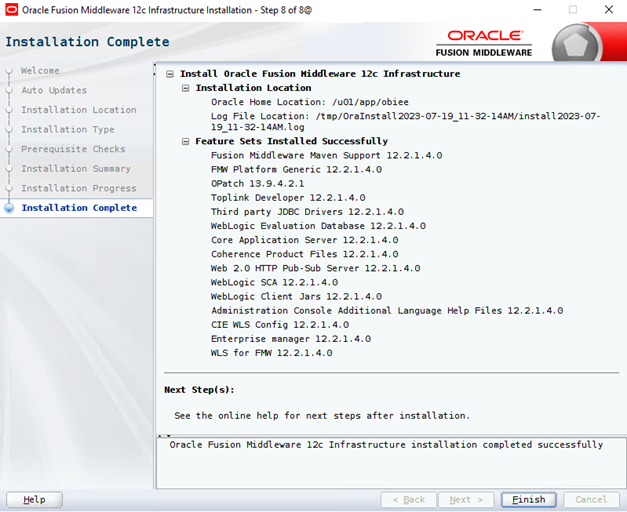 Oracle Fusion Middleware 12c Infrastructure Installation - Step 8 of 8@
Installation Complete
ORACLE
FUSION MIDDLEWARE
Welcome
Auto Updates
Installation Location
Installation Type
Prerequisite Checks
Installation Summary
Installation Progress
Installation Complete
Install Oracle Fusion Middleware 12c Infrastructure
Installation Location
Oracle Home Location: /u01/app/obiee
Log File Location: /tmp/OraInstall2023-07-19_11-32-14AM/install2023-07-
19_11-32-14AM.log
Feature Sets Installed Successfully
Fusion Middleware Maven Support 12.2.1.4.0
FMW Platform Generic 12.2.1.4.0
OPatch 13.9.4.2.1
Toplink Developer 12.2.1.4.0
Third party JDBC Drivers 12.2.1.4.0
WebLogic Evaluation Database 12.2.1.4.0
Core Application Server 12.2.1.4.0
Coherence Product Files 12.2.1.4.0
Web 2.0 HTTP Pub-Sub Server 12.2.1.4.0
WebLogic SCA 12.2.1.4.0
WebLogic Client Jars 12.2.1.4.0
Administration Console Additional Language Help Files 12.2.1.4.0
CIE WLS Config 12.2.1.4.0
Enterprise manager 12.2.1.4.0
WLS for FMW 12.2.1.4.0
Next Step(s):
See the online help for next steps after installation.
Oracle Fusion Middleware 12c Infrastructure installation completed successfully
Help
< Back
Next >
Finish
Cancel